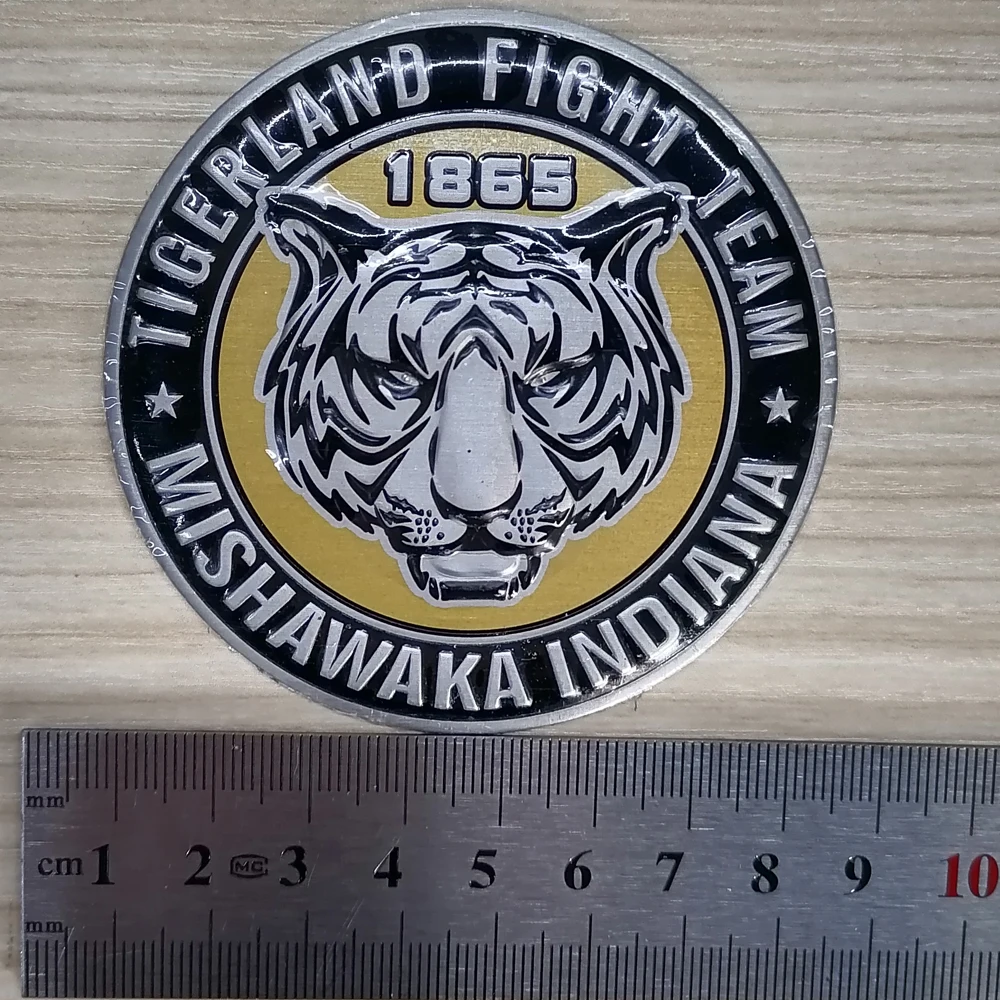 TIGERLAND FIGHT TEAM
1865
MISHAWAKA INDIANA
mm
cm 1 2 MC 3 4 5 6 7 8 9 10
mm